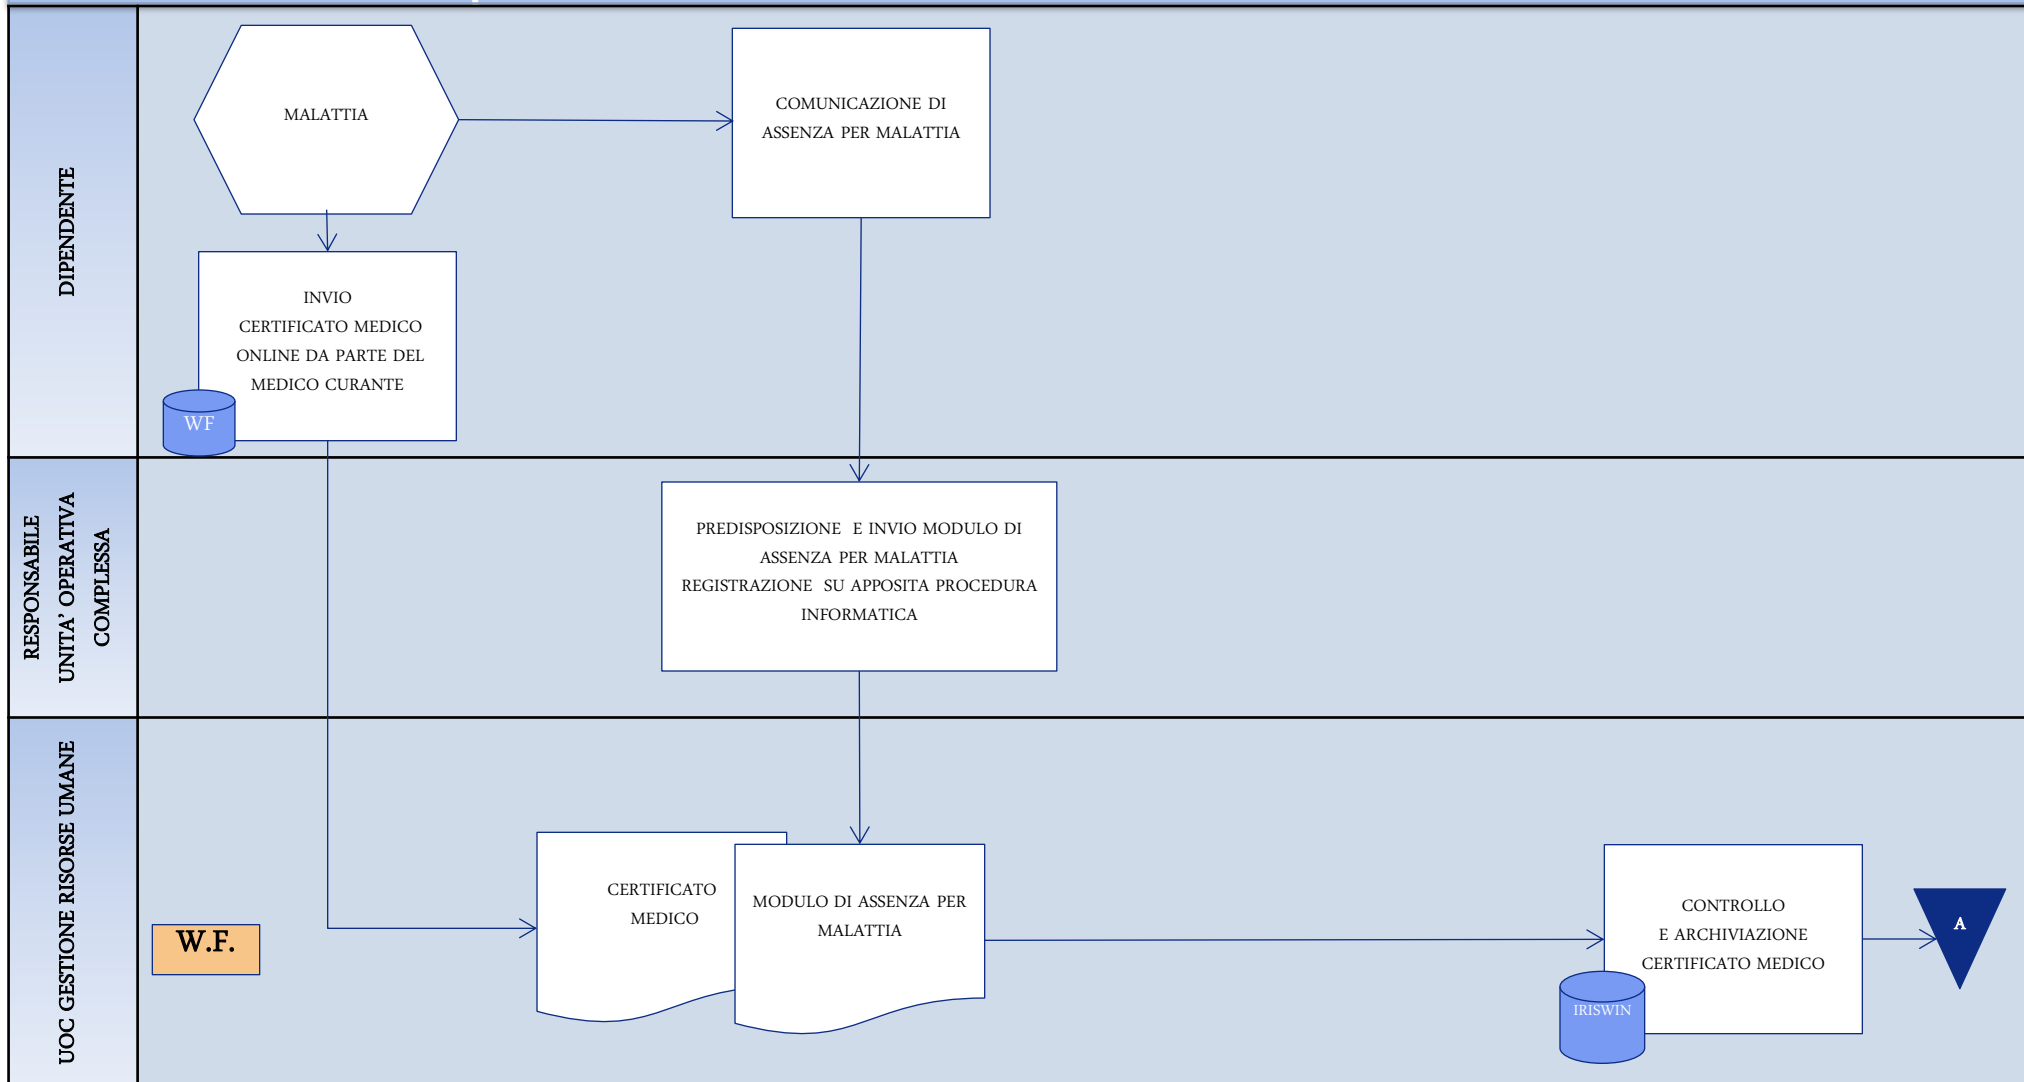 DIPENDENTE
MALATTIA
COMUNICAZIONE DI
ASSENZA PER MALATTIA
INVIO
CERTIFICATO MEDICO
ONLINE DA PARTE DEL
MEDICO CURANTE
WF
RESPONSABILE
UNITA’ OPERATIVA
COMPLESSA
PREDISPOSIZIONE E INVIO MODULO DI
ASSENZA PER MALATTIA
REGISTRAZIONE SU APPOSITA PROCEDURA
INFORMATICA
UOC GESTIONE RISORSE UMANE
W.F.
CERTIFICATO
MEDICO
MODULO DI ASSENZA PER
MALATTIA
CONTROLLO
E ARCHIVIAZIONE
CERTIFICATO MEDICO
IRISWIN
A